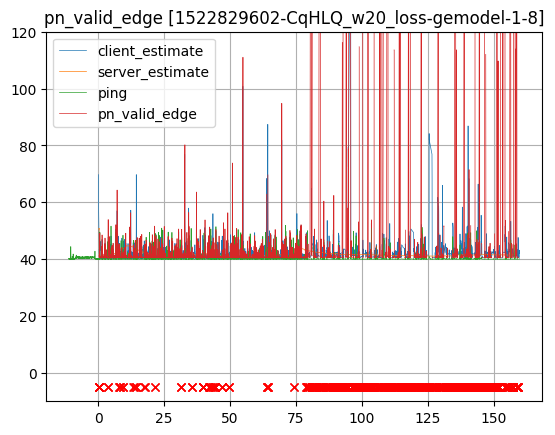 pn_valid_edge [1522829602-CqHLQ_w20_loss-gemodel-1-8]
client_estimate
server_estimate
ping
pn_valid_edge
120
100
80
60
40
20
0
0 25 50 75 100 125 150